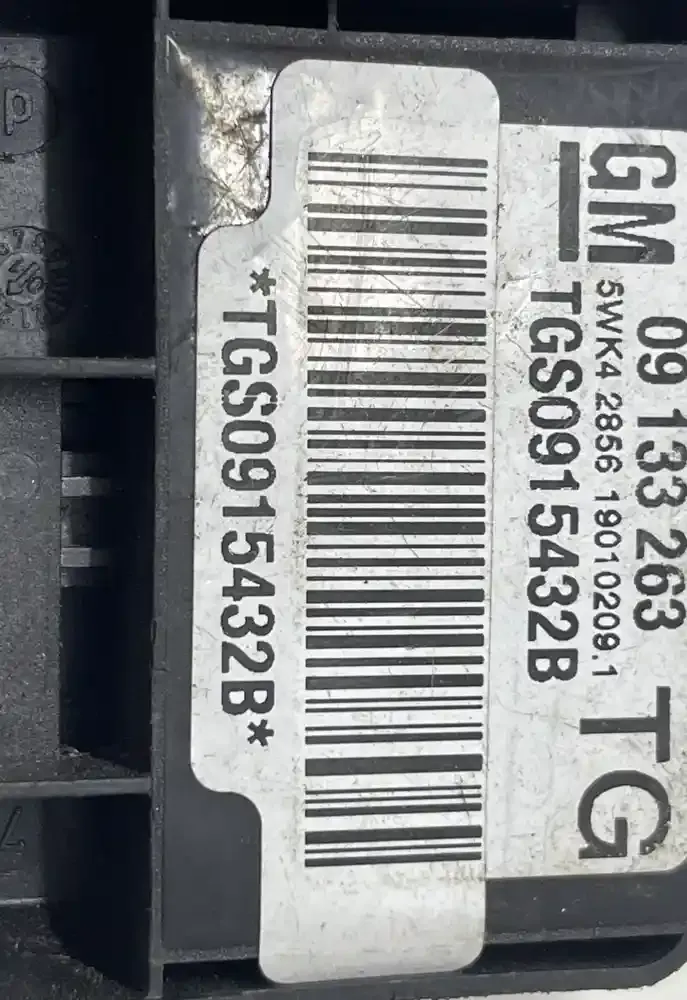 GM
09 133 263
TG
5WK4 2856 19010209.1
TGS0915432B
*TGS0915432B*